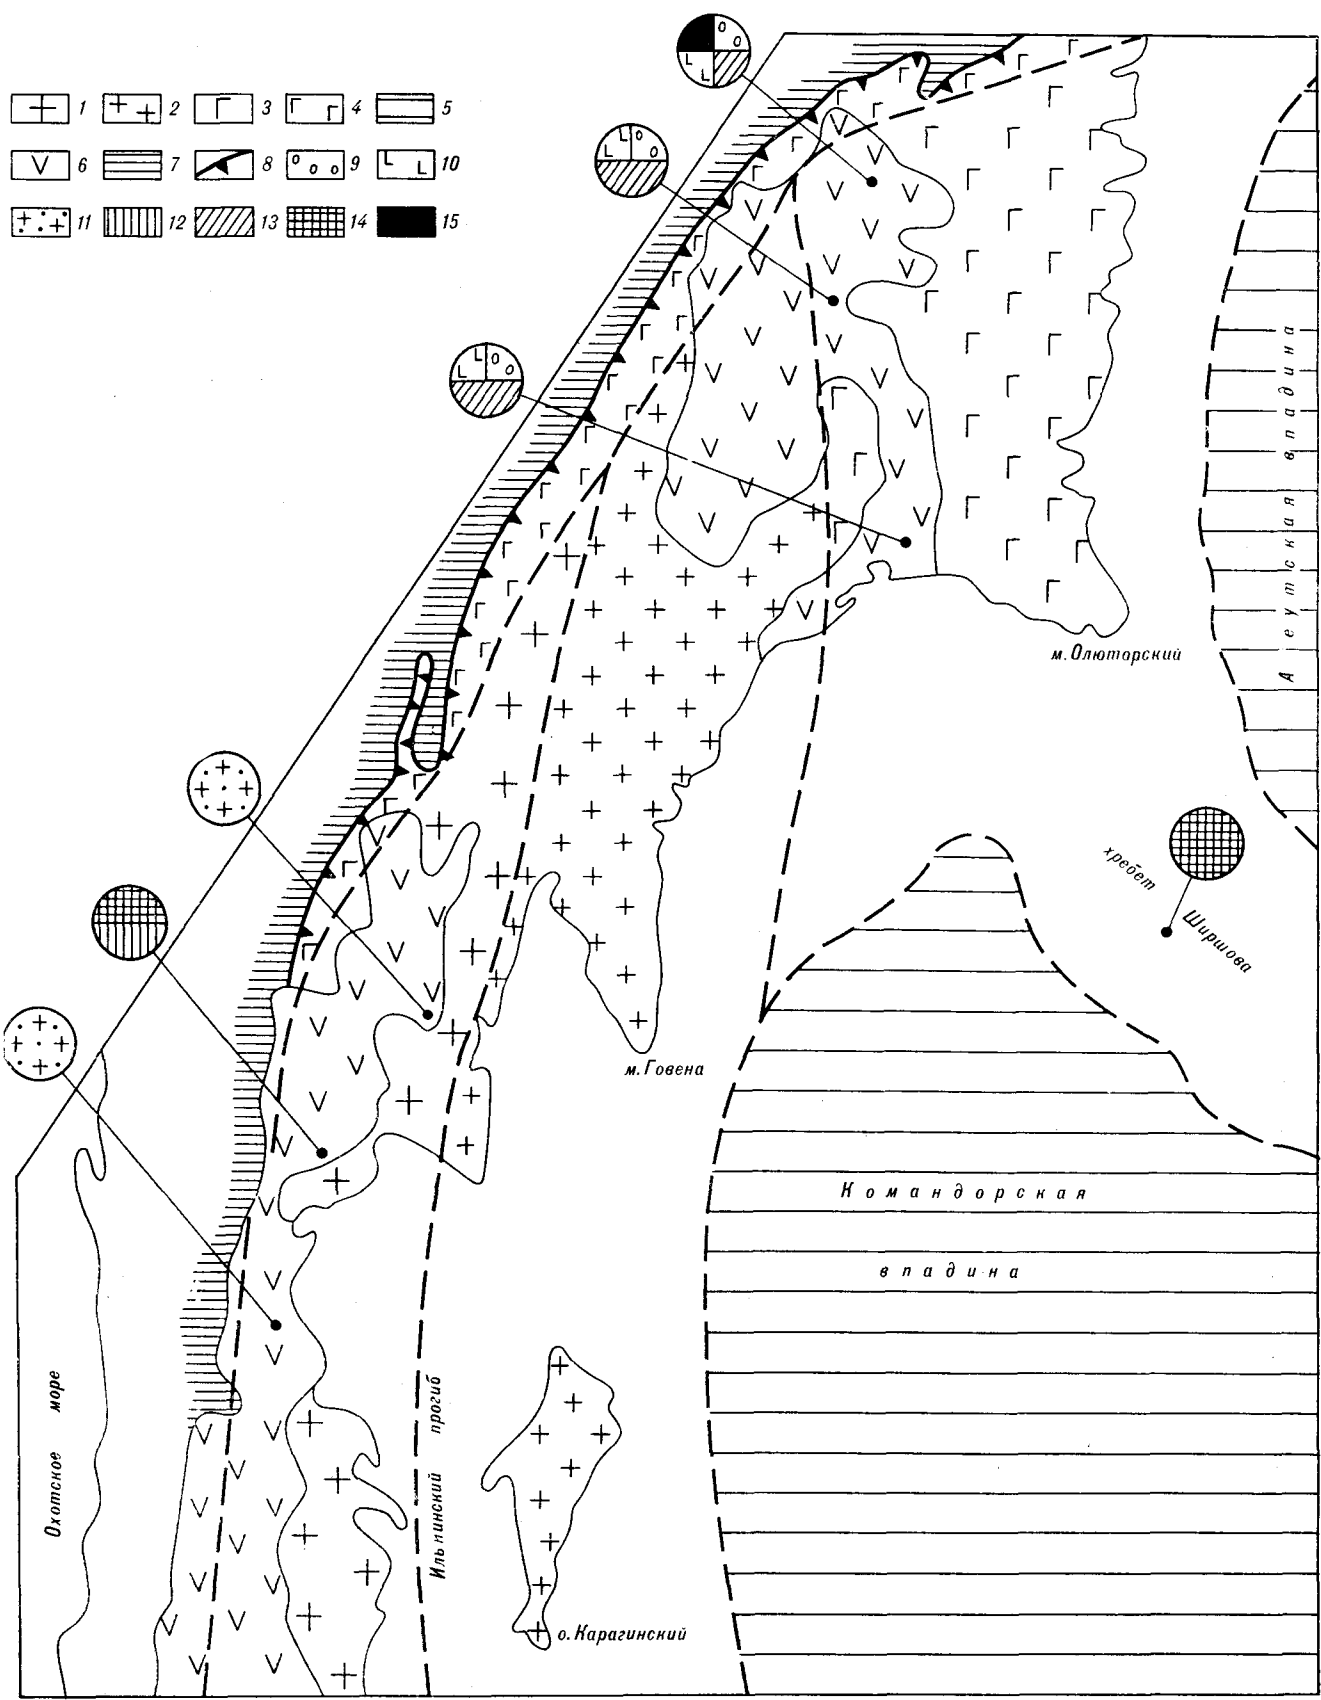 1 2 3 4 5
6 7 8 9 10
11 12 13 14 15
Алеутская впадина
м. Олюторский
хребет
Ширшова
м. Говена
Командорская
впадина
Охотское море
Ильпинский прогиб
о. Карагинский